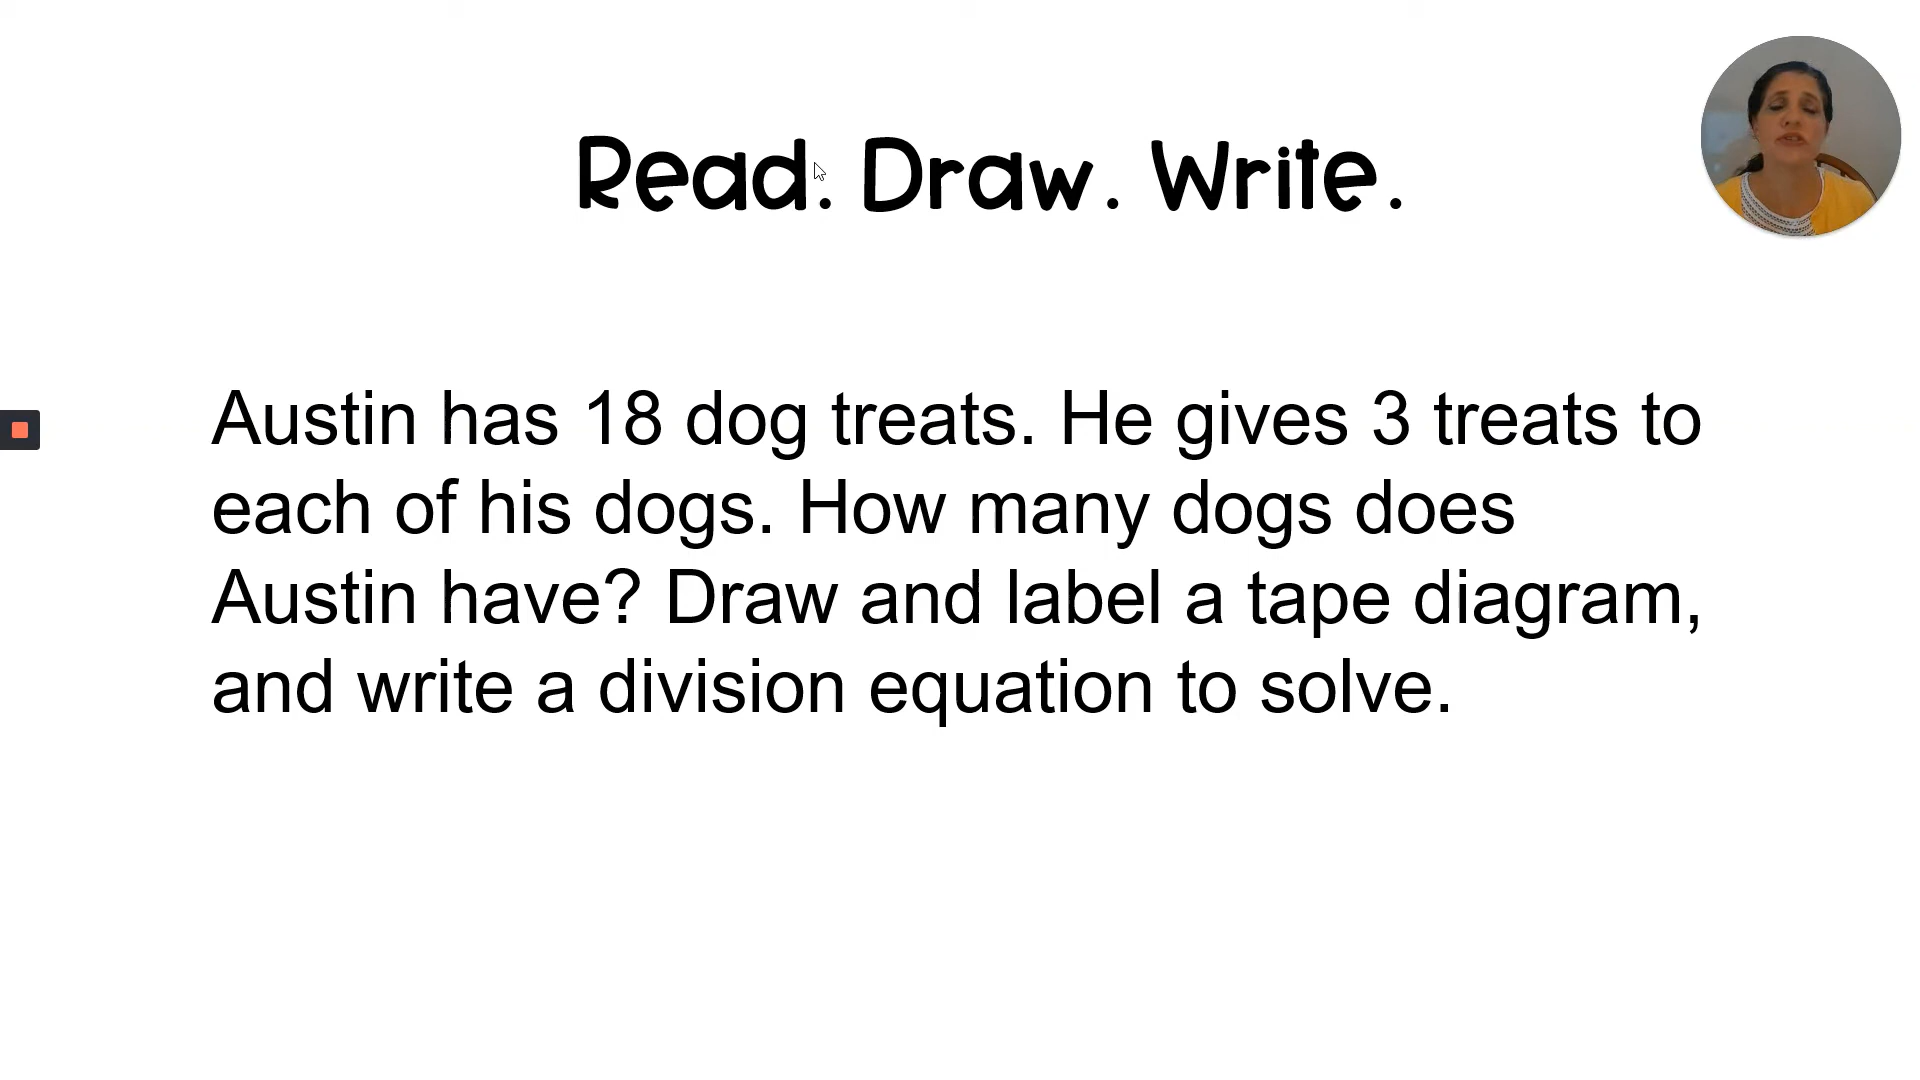 Read. Draw. Write.
Austin has 18 dog treats. He gives 3 treats to
each of his dogs. How many dogs does
Austin have? Draw and label a tape diagram,
and write a division equation to solve.